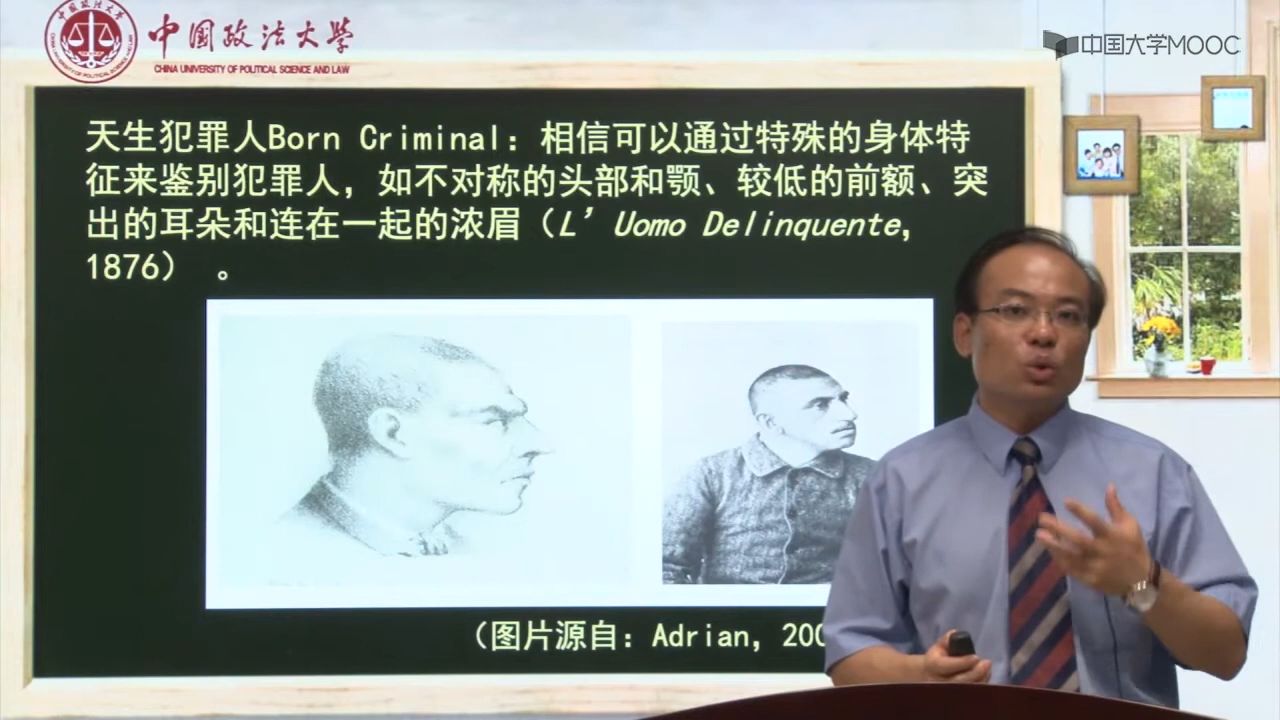 中国政法大学
CHINA UNIVERSITY OF POLITICAL SCIENCE AND LAW
中国大学MOOC
天生犯罪人Born Criminal：相信可以通过特殊的身体特
征来鉴别犯罪人，如不对称的头部和颚、较低的前额、突
出的耳朵和连在一起的浓眉（L’Uomo Delinquente，
1876） 。
（图片源自：Adrian, 200